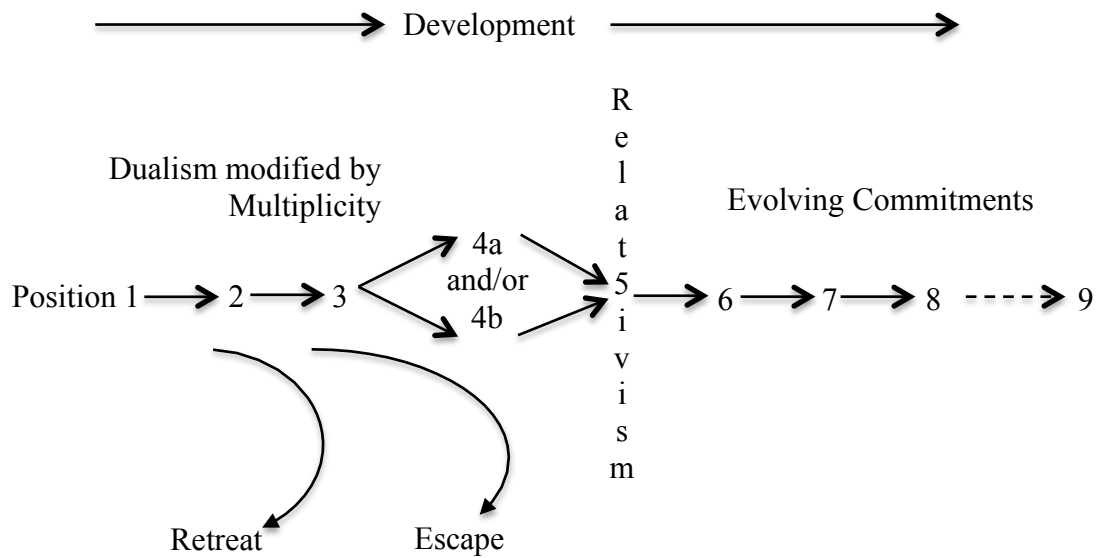 Development
Dualism modified by
Multiplicity
Evolving Commitments
Position 1 2 3 4a
and/or
4b
Relat5ivism
6 7 8 9
Retreat Escape